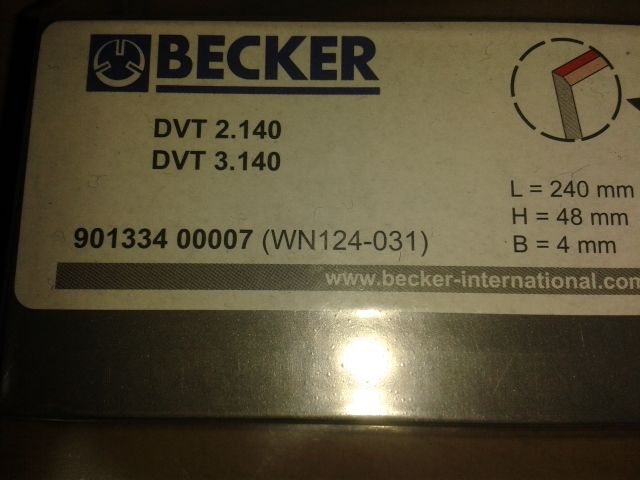 BECKER
DVT 2.140
DVT 3.140
L = 240 mm
H = 48 mm
B = 4 mm
901334 00007 (WN124-031)
www.becker-international.com